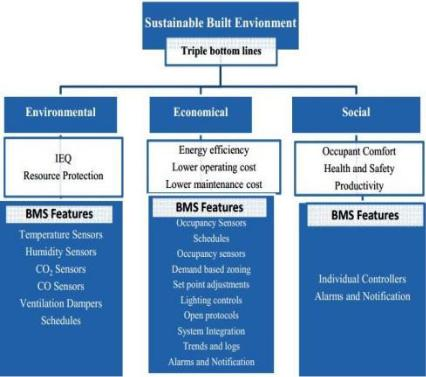 Sustainable Built Envionment
Triple bottom lines
Environmental
IEQ
Resource Protection
BMS Features
Temperature Sensors
Humidity Sensors
CO₂ Sensors
CO Sensors
Ventilation Dampers
Schedules
Economical
Energy efficiency
Lower operating cost
Lower maintenance cost
BMS Features
Occupancy Sensors
Schedules
Occupancy sensors
Demand based zoning
Set point adjustments
Lighting controls
Open protocols
System Integration
Trends and logs
Alarms and Notification
Social
Occupant Comfort
Health and Safety
Productivity
BMS Features
Individual Controllers
Alarms and Notification